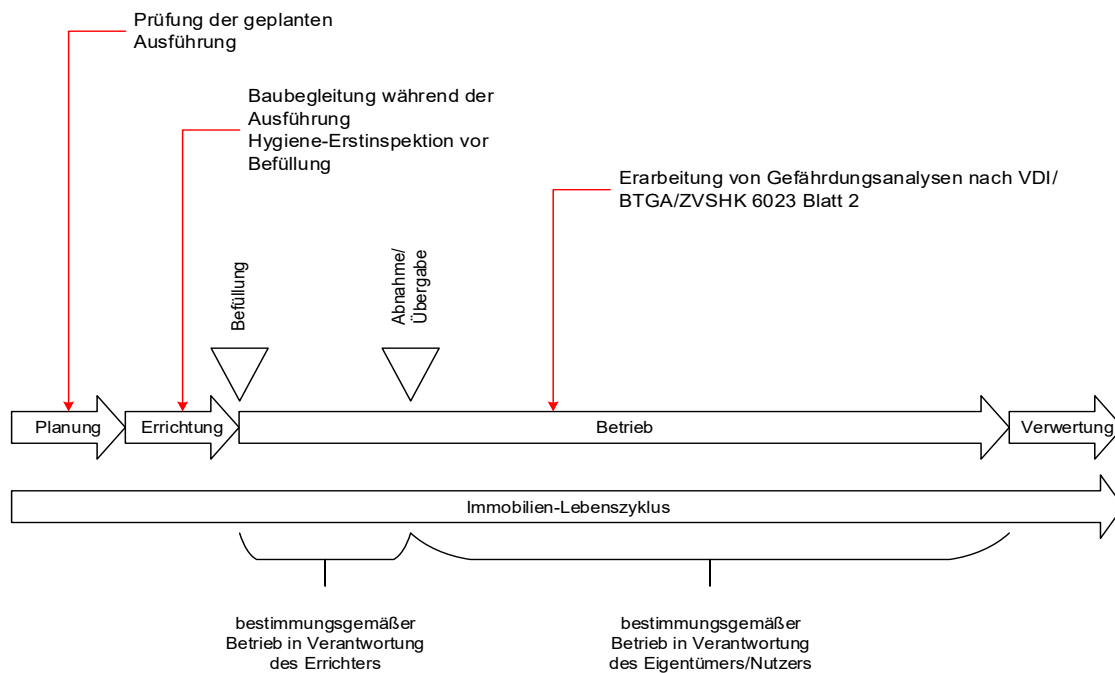 Prüfung der geplanten
Ausführung
Baubegleitung während der
Ausführung
Hygiene-Erstinspektion vor
Befüllung
Erarbeitung von Gefährdungsanalysen nach VDI/
BTGA/ZVSHK 6023 Blatt 2
Befüllung
Abnahme/
Übergabe
Planung
Errichtung
Betrieb
Verwertung
Immobilien-Lebenszyklus
bestimmungsgemäßer
Betrieb in Verantwortung
des Errichters
bestimmungsgemäßer
Betrieb in Verantwortung
des Eigentümers/Nutzers